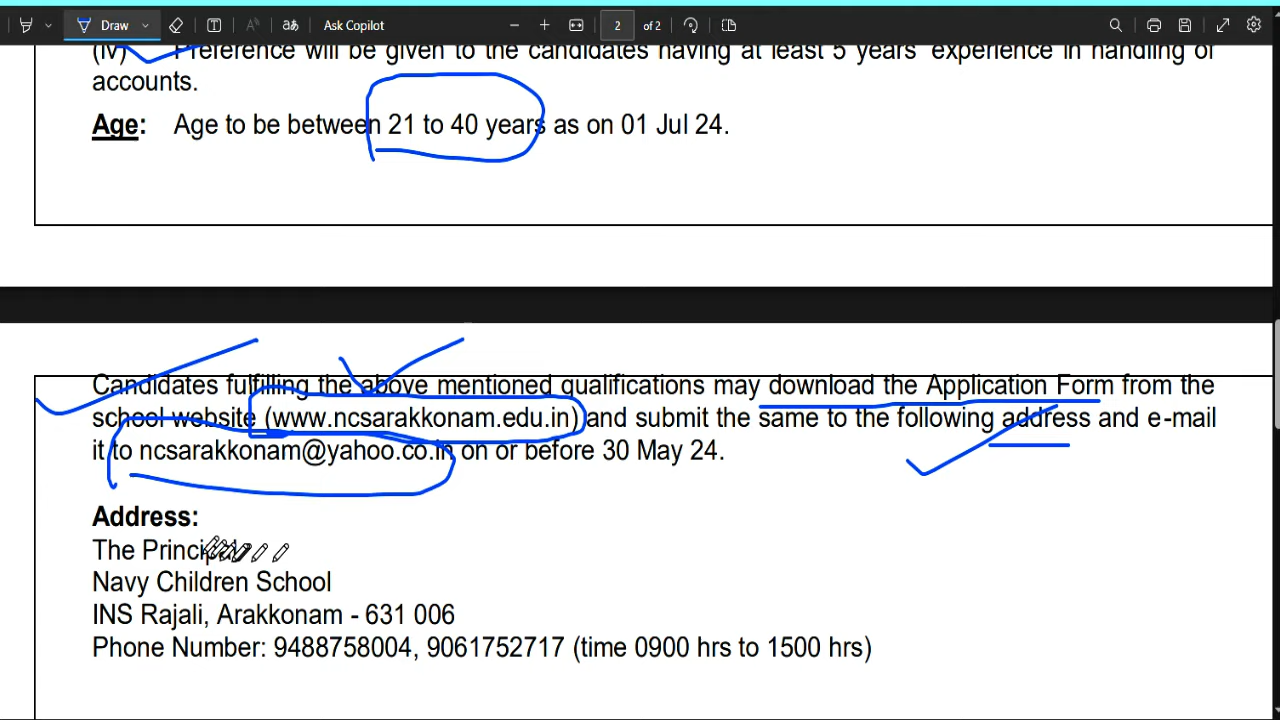 Draw
Ask Copilot
2
of 2
(iv) Preference will be given to the candidates having at least 5 years' experience in handling of
accounts.
Age: Age to be between 21 to 40 years as on 01 Jul 24.
Candidates fulfilling the above mentioned qualifications may download the Application Form from the
school website (www.ncsarakkonam.edu.in) and submit the same to the following address and e-mail
it to ncsarakkonam@yahoo.co.in on or before 30 May 24.
Address:
The Principal
Navy Children School
INS Rajali, Arakkonam - 631 006
Phone Number: 9488758004, 9061752717 (time 0900 hrs to 1500 hrs)